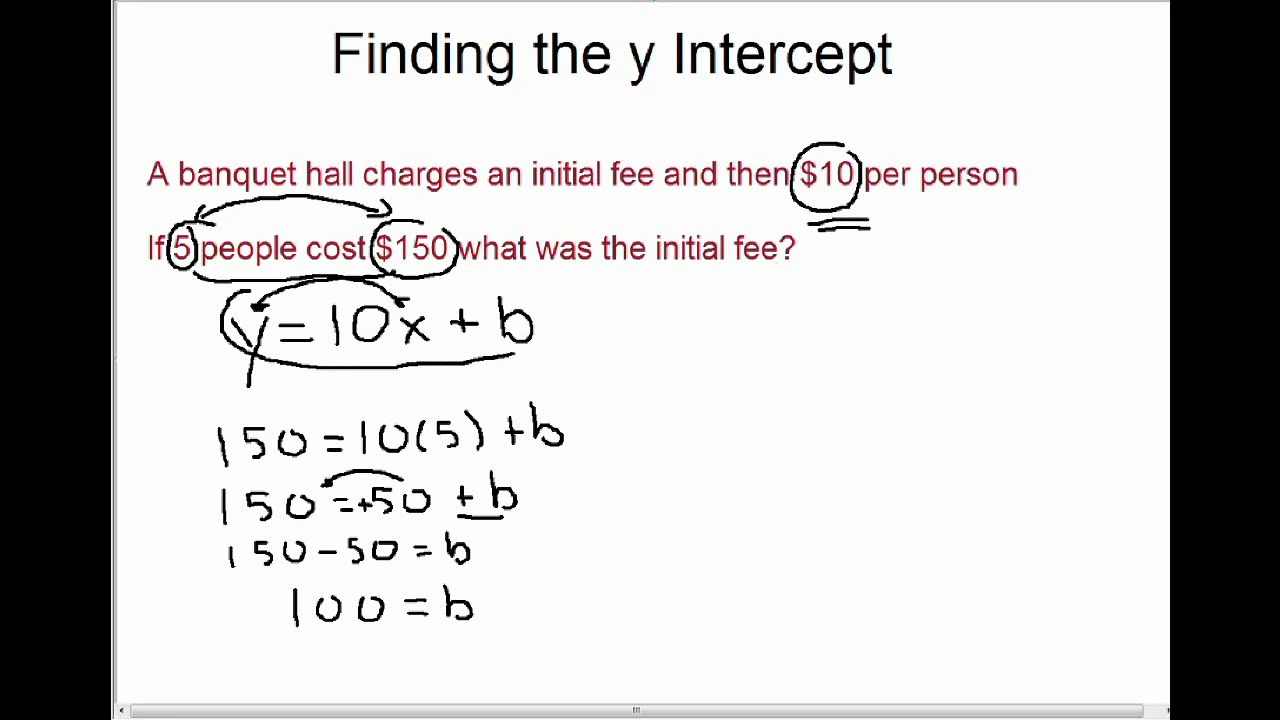 Finding the y Intercept
A banquet hall charges an initial fee and then $10 per person
If 5 people cost $150 what was the initial fee?
y = 10x + b
150 = 10(5) + b
150 = +50 + b
150 - 50 = b
100 = b